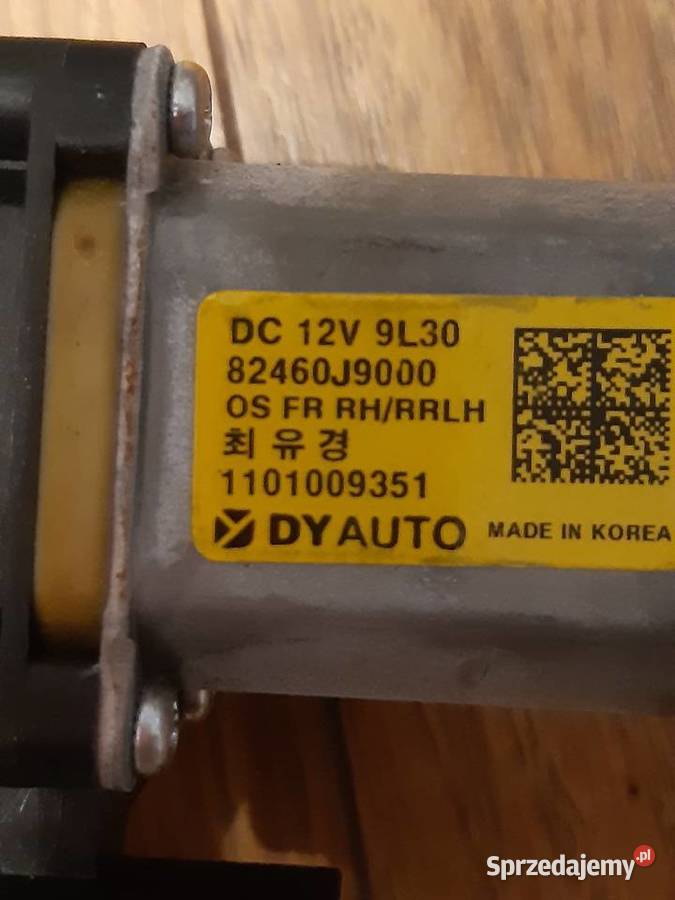 DC 12V 9L30
82460J9000
OS FR RH/RRLH
최유경
1101009351
DYAUTO MADE IN KOREA
Sprzedajemy.pl